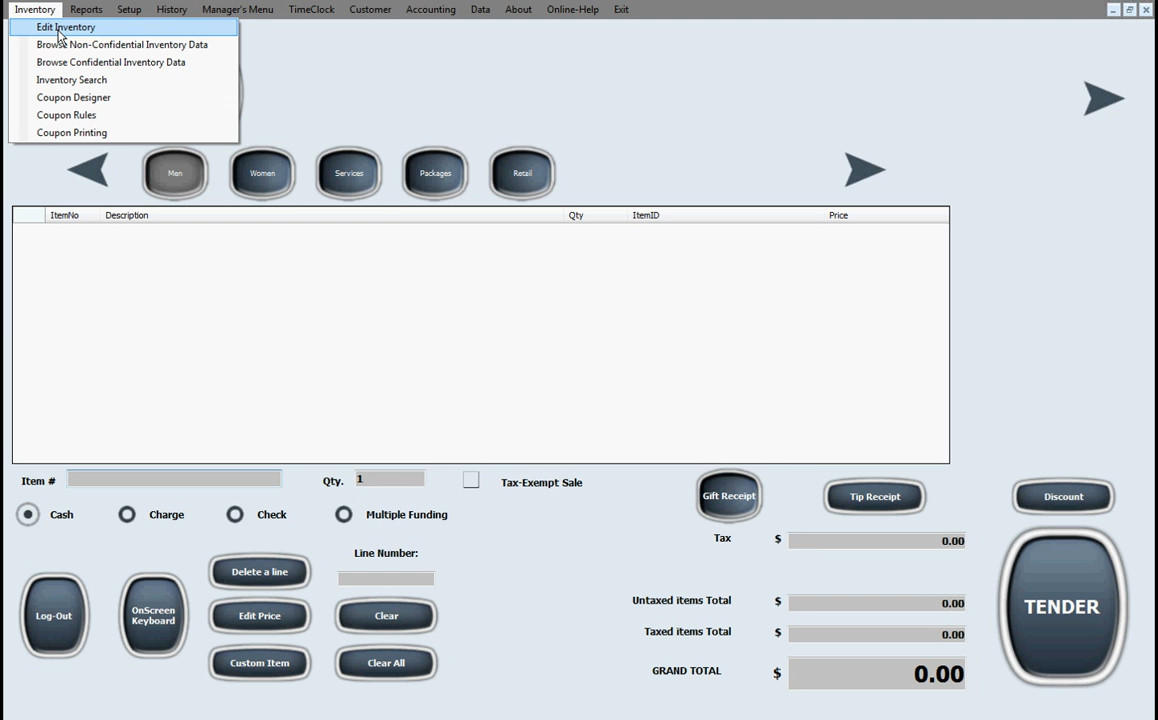 Inventory Reports Setup History Manager's Menu TimeClock Customer Accounting Data About Online-Help Exit
Edit Inventory
Browse Non-Confidential Inventory Data
Browse Confidential Inventory Data
Inventory Search
Coupon Designer
Coupon Rules
Coupon Printing
Men Women Services Packages Retail
ItemNo Description Qty ItemID Price
Item # Qty. 1 Tax-Exempt Sale Gift Receipt Tip Receipt Discount
Cash Charge Check Multiple Funding
Tax $ 0.00
Line Number:
Delete a line
Untaxed items Total $ 0.00
Log-Out OnScreen Keyboard Edit Price Clear TENDER
Taxed items Total $ 0.00
Custom Item Clear All GRAND TOTAL $ 0.00